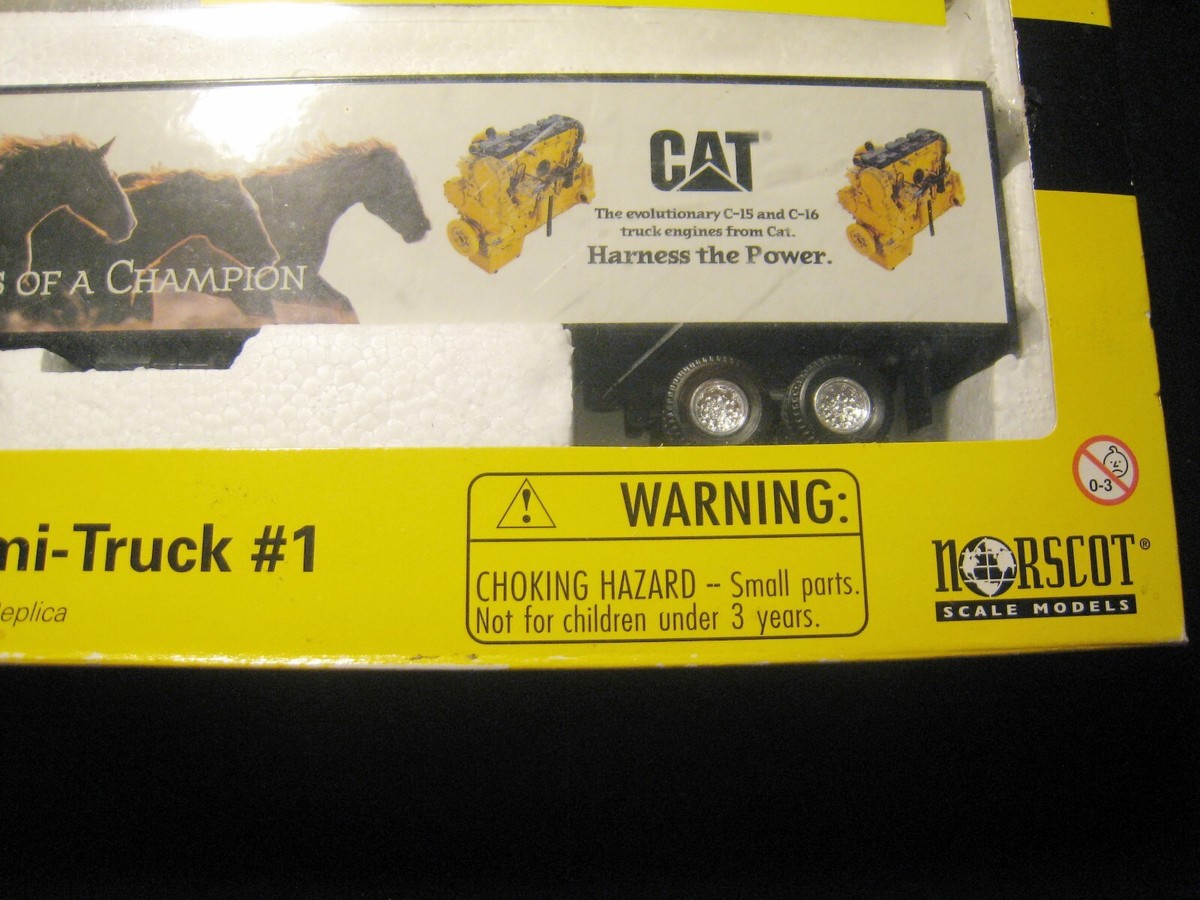 CAT
The evolutionary C-15 and C-16
truck engines from Cat.
Harness the Power.
S OF A CHAMPION
mi-Truck #1
Replica
WARNING:
CHOKING HAZARD -- Small parts.
Not for children under 3 years.
0-3
NORSCOT®
SCALE MODELS